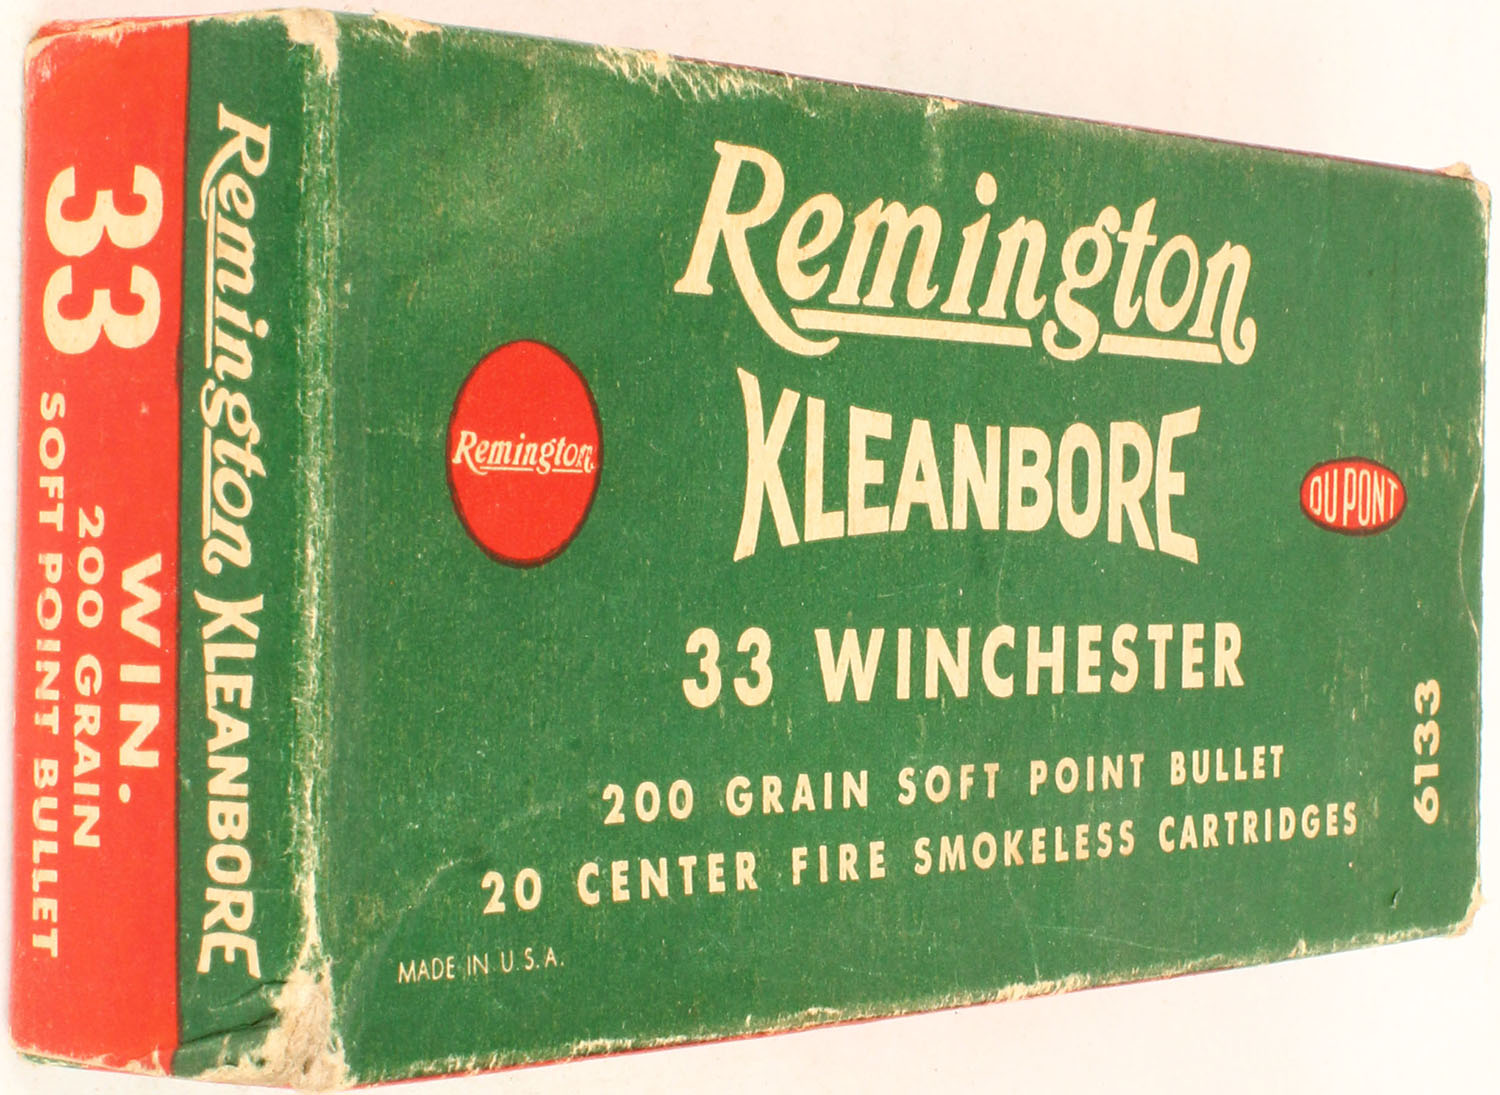 Remington
KLEANBORE
Remington
DU PONT
33 WINCHESTER
200 GRAIN SOFT POINT BULLET
20 CENTER FIRE SMOKELESS CARTRIDGES
MADE IN U.S.A.
6133
Remington KLEANBORE
33 WIN.
200 GRAIN
SOFT POINT BULLET